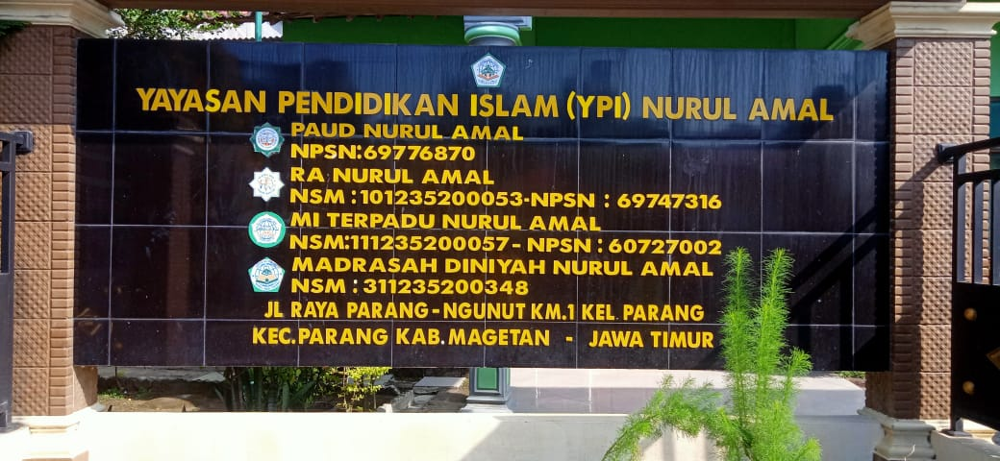 YAYASAN PENDIDIKAN ISLAM (YPI) NURUL AMAL
PAUD NURUL AMAL
NPSN:69776870
RA NURUL AMAL
NSM : 101235200053-NPSN : 69747316
MI TERPADU NURUL AMAL
NSM:111235200057- NPSN : 60727002
MADRASAH DINIYAH NURUL AMAL
NSM : 311235200348
JL RAYA PARANG-NGUNUT KM.1 KEL. PARANG
KEC.PARANG KAB.MAGETAN - JAWA TIMUR